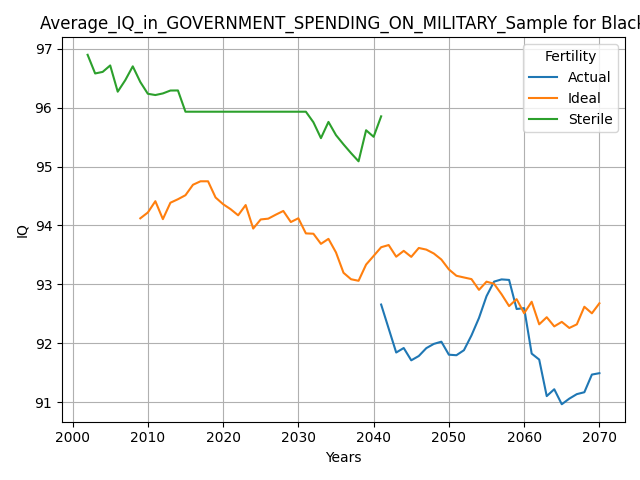 Average_IQ_in_GOVERNMENT_SPENDING_ON_MILITARY_Sample for Black
Fertility
Actual
Ideal
Sterile
97
96
95
94
93
92
91
IQ
2000 2010 2020 2030 2040 2050 2060 2070
Years